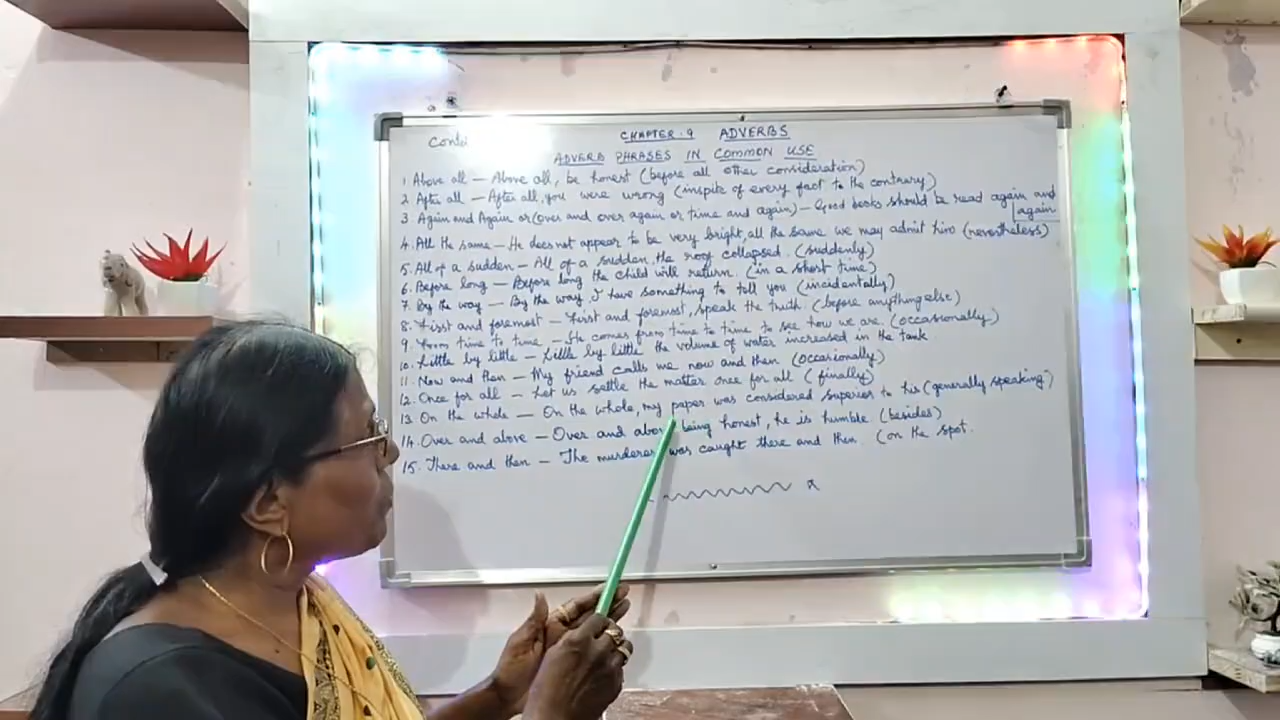 Contd
CHAPTER-9 ADVERBS
ADVERB PHRASES IN COMMON USE
1. Above all — Above all, be honest (before all other consideration)
2. After all — After all, you were wrong (inspite of every fact to the contrary)
3. Again and Again or (over and over again or time and again) — Good books should be read again and
again
4. All the same — He does not appear to be very bright, all the same we may admit him (nevertheless)
5. All of a sudden — All of a sudden, the roof collapsed. (suddenly)
6. Before long — Before long the child will return. (in a short time)
7. By the way — By the way, I have something to tell you (incidentally)
8. First and foremost — First and foremost, speak the truth. (before anything else)
9. From time to time — He comes from time to time to see how we are. (occasionally)
10. Little by little — Little by little the volume of water increased in the tank
11. Now and then — My friend calls me now and then (occasionally)
12. Once for all — Let us settle the matter once for all (finally)
13. On the whole — On the whole, my paper was considered superior to his (generally speaking)
14. Over and above — Over and above being honest, he is humble (besides)
15. There and then — The murderer was caught there and then. (on the spot.